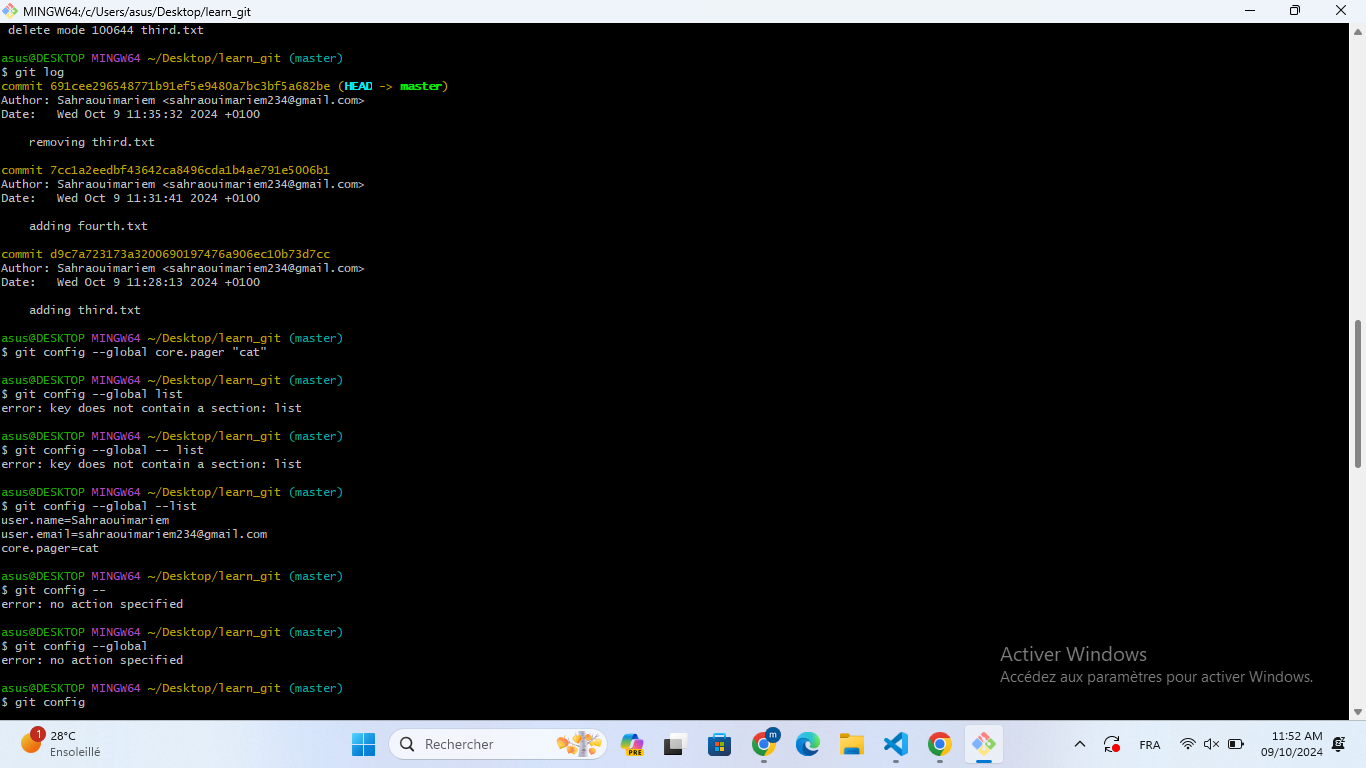 MINGW64:/c/Users/asus/Desktop/learn_git
delete mode 100644 third.txt
asus@DESKTOP MINGW64 ~/Desktop/learn_git (master)
$ git log
commit 691cee296548771b91ef5e9480a7bc3bf5a682be (HEAD -> master)
Author: Sahraouimariem <sahraouimariem234@gmail.com>
Date:   Wed Oct 9 11:35:32 2024 +0100
removing third.txt
commit 7cc1a2eedbf43642ca8496cda1b4ae791e5006b1
Author: Sahraouimariem <sahraouimariem234@gmail.com>
Date:   Wed Oct 9 11:31:41 2024 +0100
adding fourth.txt
commit d9c7a723173a3200690197476a906ec10b73d7cc
Author: Sahraouimariem <sahraouimariem234@gmail.com>
Date:   Wed Oct 9 11:28:13 2024 +0100
adding third.txt
asus@DESKTOP MINGW64 ~/Desktop/learn_git (master)
$ git config --global core.pager "cat"
asus@DESKTOP MINGW64 ~/Desktop/learn_git (master)
$ git config --global list
error: key does not contain a section: list
asus@DESKTOP MINGW64 ~/Desktop/learn_git (master)
$ git config --global -- list
error: key does not contain a section: list
asus@DESKTOP MINGW64 ~/Desktop/learn_git (master)
$ git config --global --list
user.name=Sahraouimariem
user.email=sahraouimariem234@gmail.com
core.pager=cat
asus@DESKTOP MINGW64 ~/Desktop/learn_git (master)
$ git config --
error: no action specified
asus@DESKTOP MINGW64 ~/Desktop/learn_git (master)
$ git config --global
error: no action specified
asus@DESKTOP MINGW64 ~/Desktop/learn_git (master)
$ git config
Activer Windows
Accédez aux paramètres pour activer Windows.
1
28°C
Ensoleillé
Rechercher
PRE
m
FRA
11:52 AM
09/10/2024